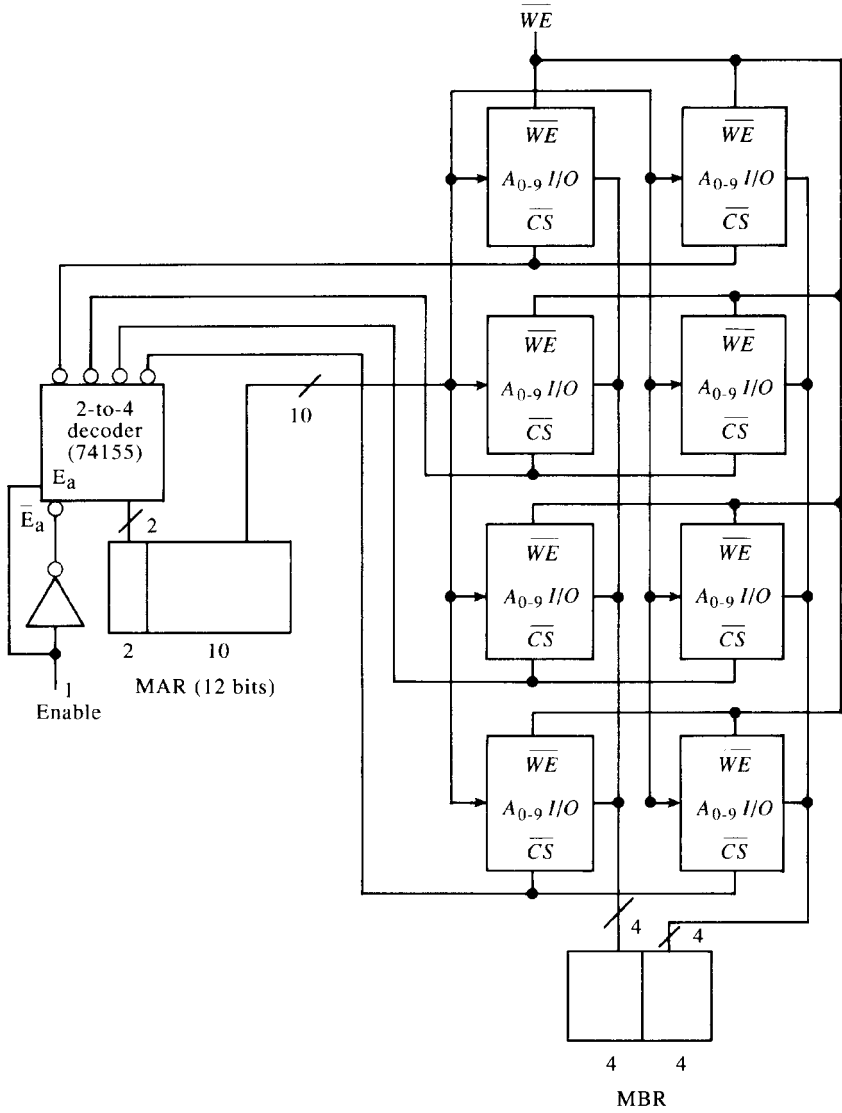 WE
WE
A0-9 I/O
CS
WE
A0-9 I/O
CS
WE
A0-9 I/O
CS
WE
A0-9 I/O
CS
2-to-4
decoder
(74155)
Ea
Ea
2
10
2
10
MAR (12 bits)
1
Enable
WE
A0-9 I/O
CS
WE
A0-9 I/O
CS
WE
A0-9 I/O
CS
WE
A0-9 I/O
CS
4
4
4
4
MBR